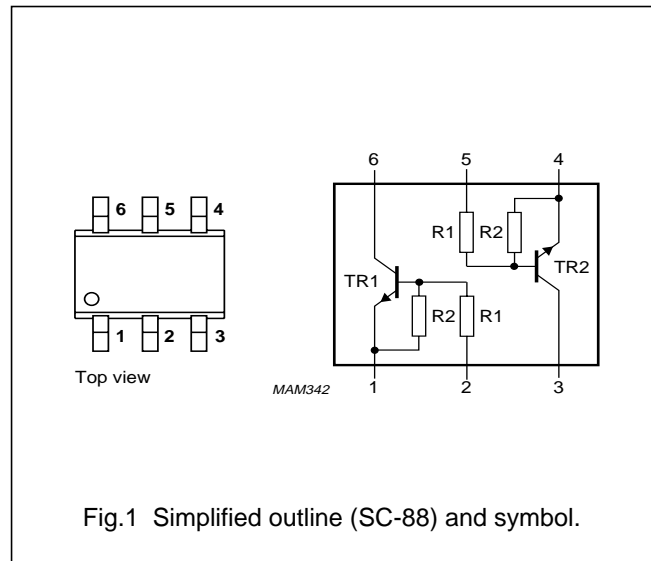 6 5 4
1 2 3
Top view
6 5 4
R1 R2
TR1 TR2
R2 R1
MAM342
1 2 3
Fig.1 Simplified outline (SC-88) and symbol.